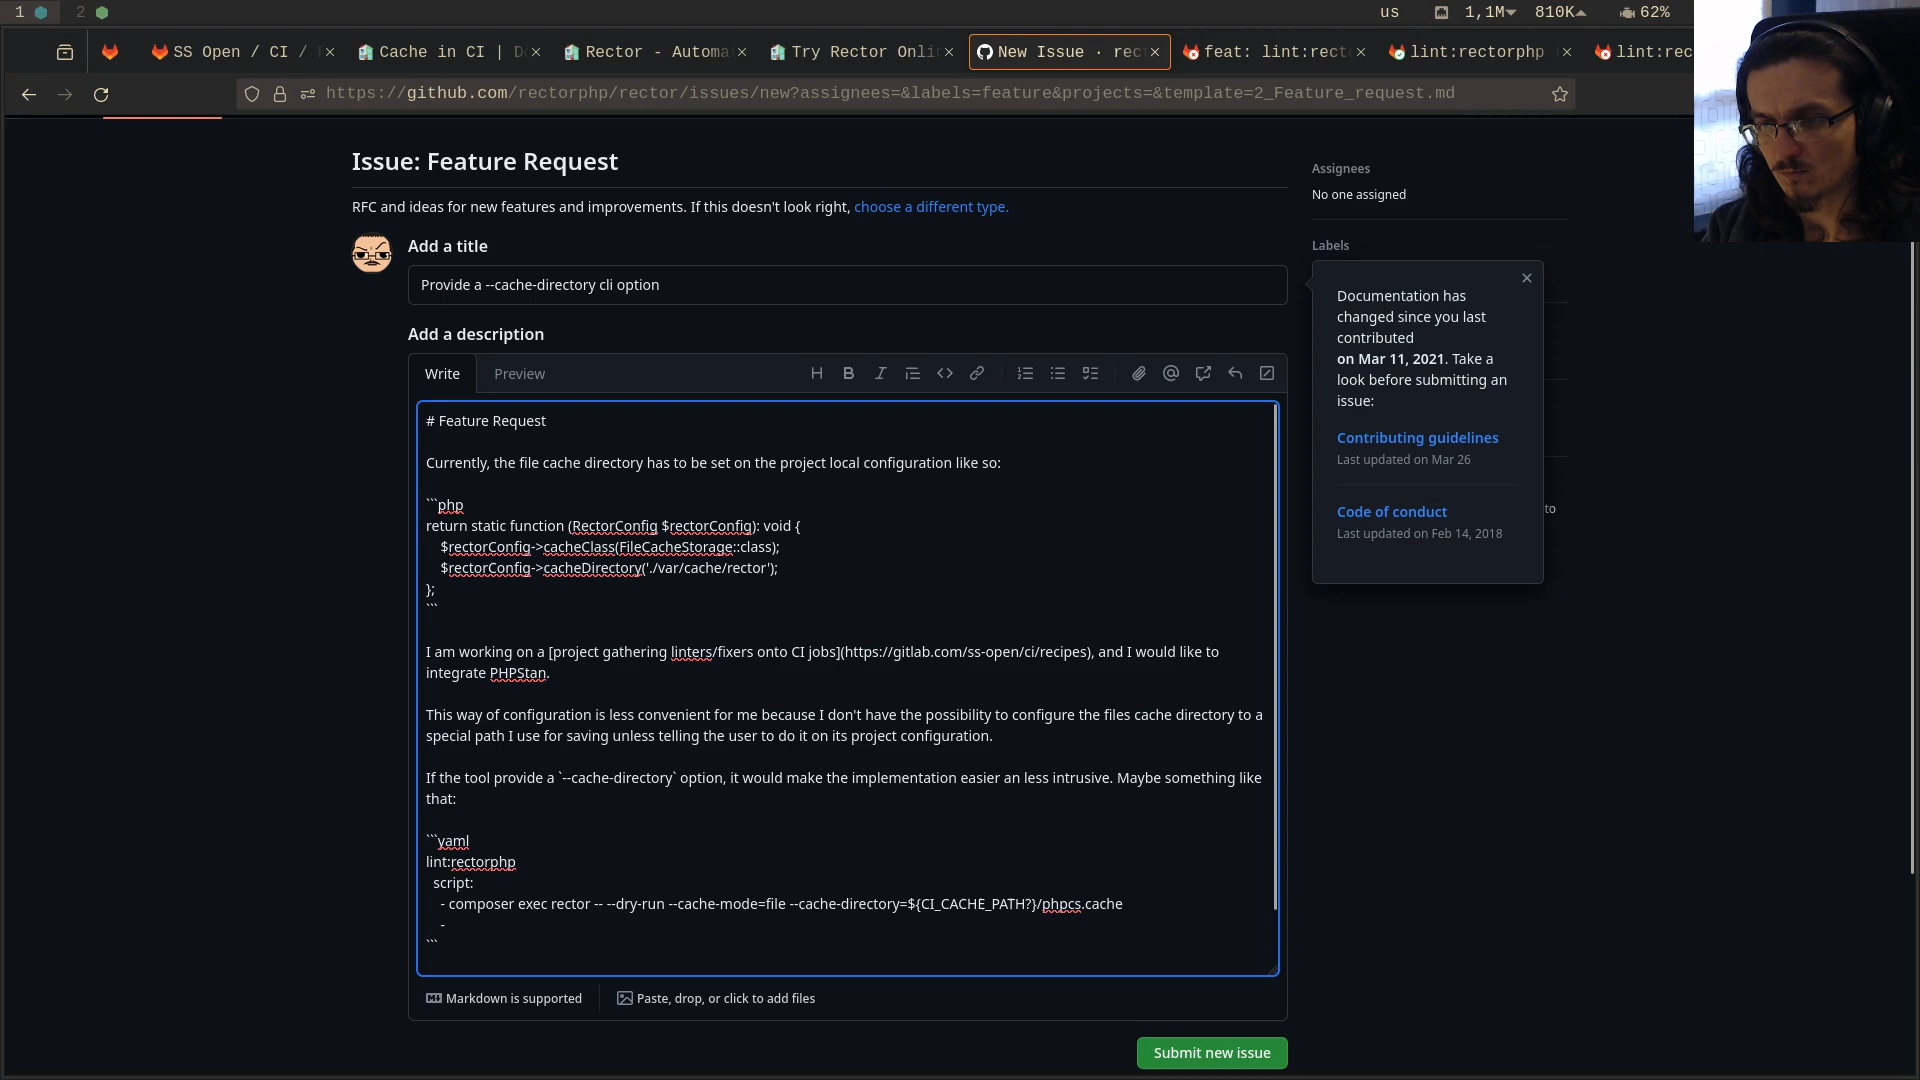 1 2 us 1,1M 810K 62%
SS Open / CI / Cache in CI | D Rector - Automa Try Rector Onli New Issue · rec feat: lint:rect lint:rectorphp lint:rec
https://github.com/rectorphp/rector/issues/new?assignees=&labels=feature&projects=&template=2_Feature_request.md
Issue: Feature Request
RFC and ideas for new features and improvements. If this doesn't look right, choose a different type.
Add a title
Provide a --cache-directory cli option
Add a description
Write Preview
# Feature Request
Currently, the file cache directory has to be set on the project local configuration like so:
```php
return static function (RectorConfig $rectorConfig): void {
$rectorConfig->cacheClass(FileCacheStorage::class);
$rectorConfig->cacheDirectory('./var/cache/rector');
};
```
I am working on a [project gathering linters/fixers onto CI jobs](https://gitlab.com/ss-open/ci/recipes), and I would like to
integrate PHPStan.
This way of configuration is less convenient for me because I don't have the possibility to configure the files cache directory to a
special path I use for saving unless telling the user to do it on its project configuration.
If the tool provide a `--cache-directory` option, it would make the implementation easier an less intrusive. Maybe something like
that:
```yaml
lint:rectorphp
script:
- composer exec rector -- --dry-run --cache-mode=file --cache-directory=${CI_CACHE_PATH?}/phpcs.cache
-
```
Markdown is supported Paste, drop, or click to add files
Submit new issue
Assignees
No one assigned
Labels
Documentation has
changed since you last
contributed
on Mar 11, 2021. Take a
look before submitting an
issue:
Contributing guidelines
Last updated on Mar 26
Code of conduct
Last updated on Feb 14, 2018
to